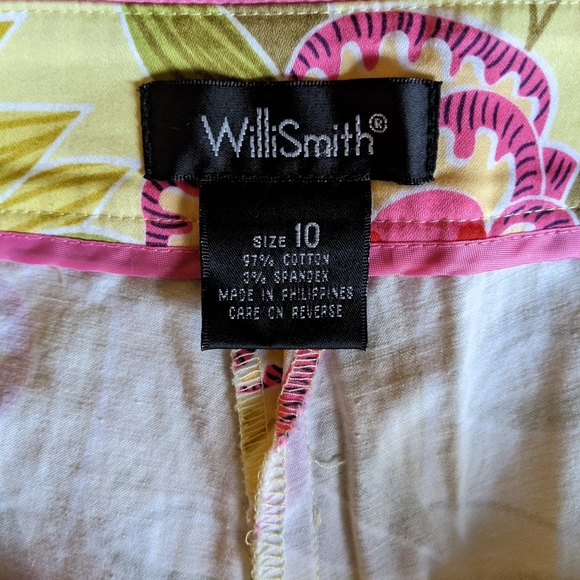 WilliSmith®
SIZE 10
97% COTTON
3% SPANDEX
MADE IN PHILIPPINES
CARE ON REVERSE